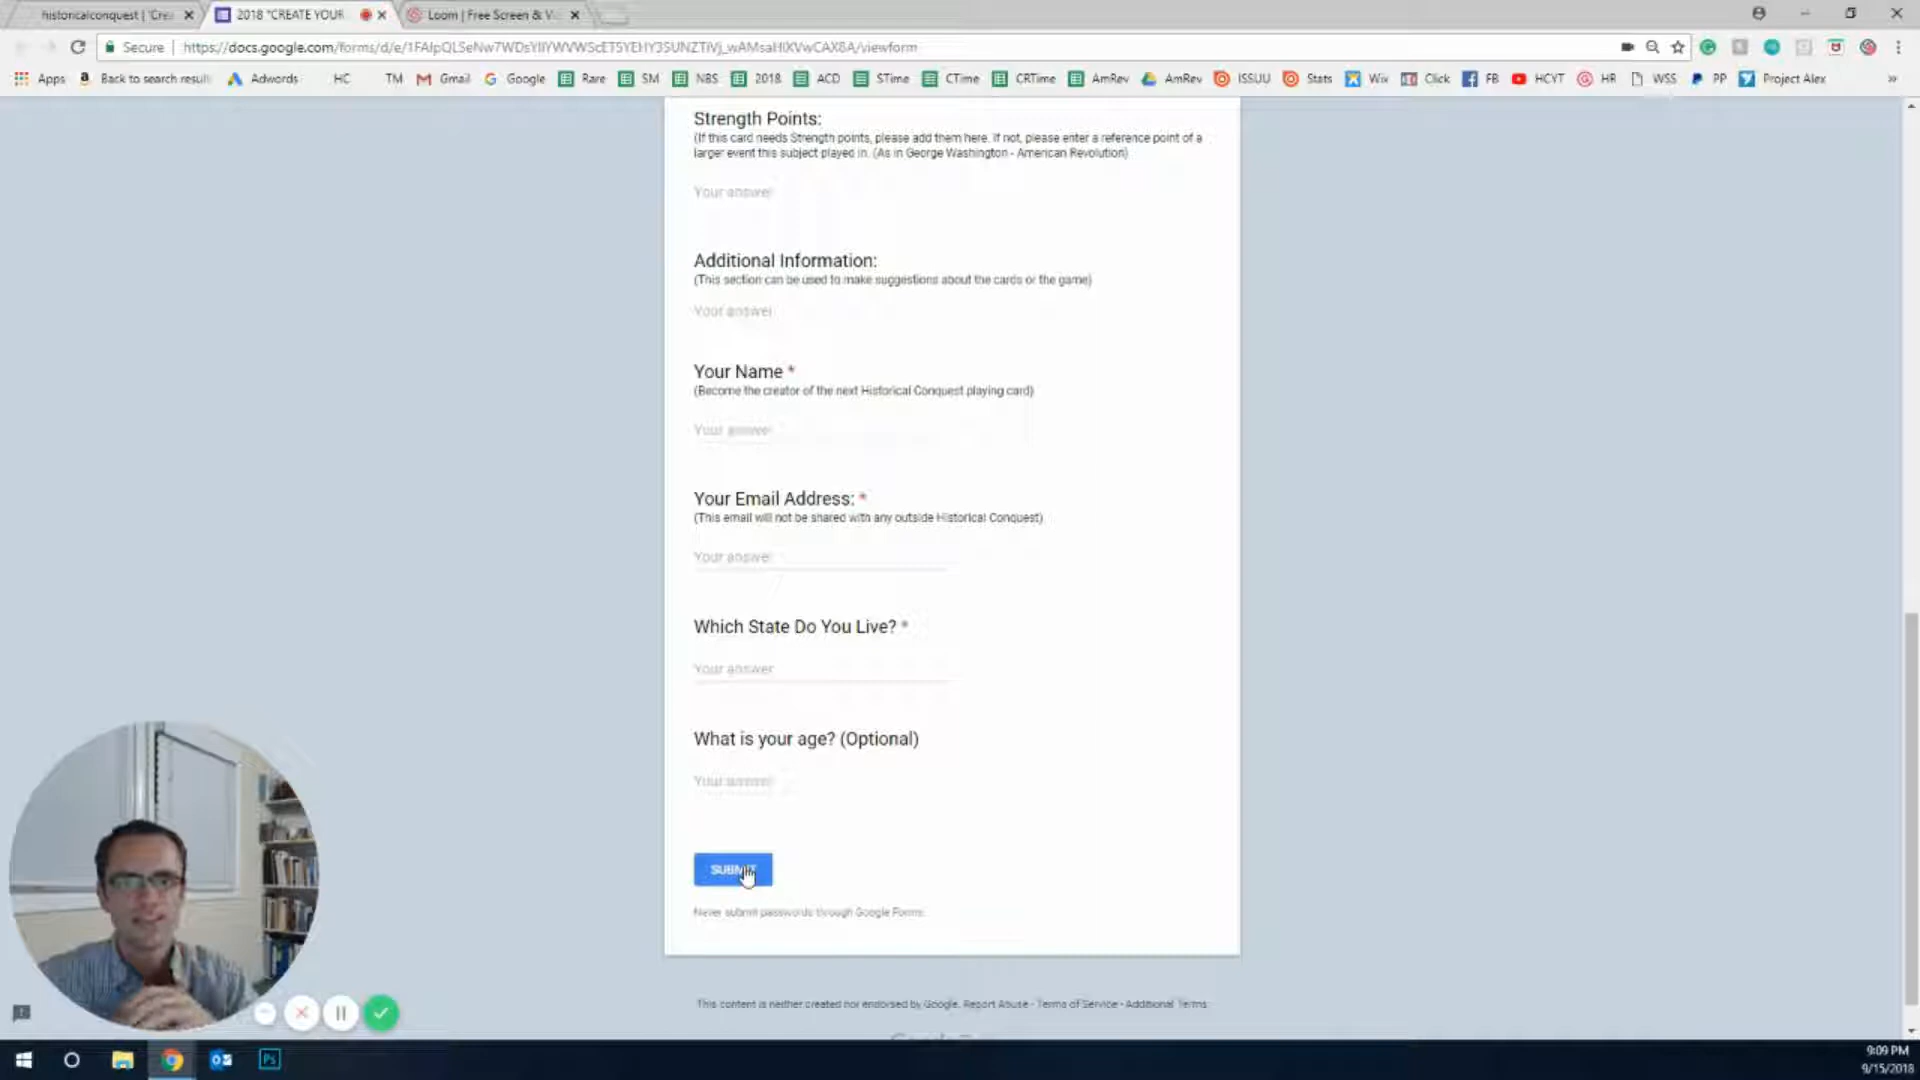 historicalconquest | 'Crea
2018 "CREATE YOUR
Loom | Free Screen & V
Secure
https://docs.google.com/forms/d/e/
/viewform
Apps
Back to search result
Adwords
HC
TM
Gmail
Google
Rare
SM
NBS
2018
ACD
STime
CTime
CRTime
AmRev
AmRev
ISSUU
Stats
Wix
Click
FB
HCYT
HR
WSS
PP
Project Alex
»
Strength Points:
(If this card needs Strength points, please add them here. If not, please enter a reference point of a
larger event this subject played in. (As in George Washington - American Revolution)
Your answer
Additional Information:
(This section can be used to make suggestions about the cards or the game)
Your answer
Your Name *
(Become the creator of the next Historical Conquest playing card)
Your answer
Your Email Address: *
(This email will not be shared with any outside Historical Conquest)
Your answer
Which State Do You Live? *
Your answer
What is your age? (Optional)
Your answer
SUBMIT
Never submit passwords through Google Forms.
This content is neither created nor endorsed by Google. Report Abuse - Terms of Service - Additional Terms
Ps
9:09 PM
9/15/2018